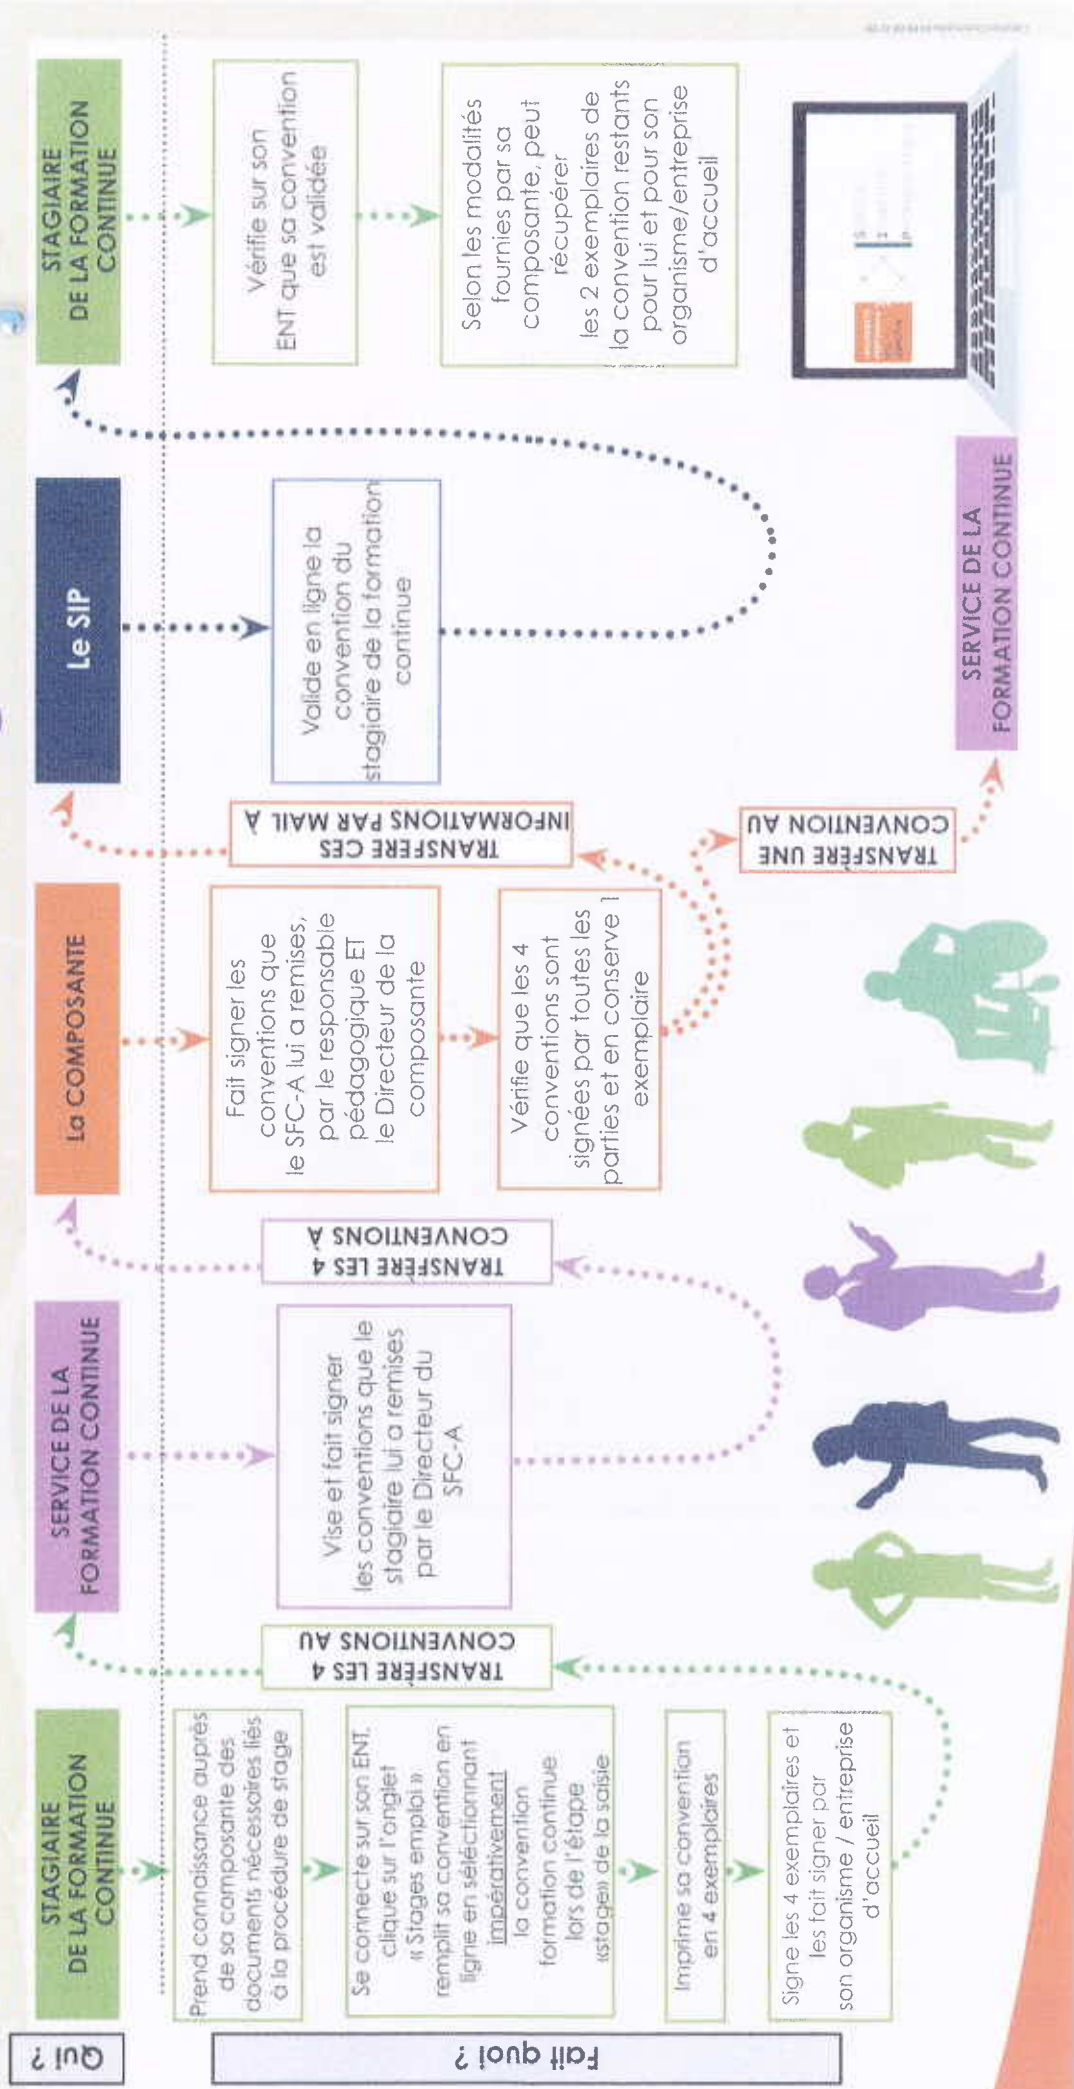 Qui ?
Fait quoi ?
STAGIAIRE
DE LA FORMATION
CONTINUE
Prend connaissance auprès
de sa composante des
documents nécessaires liés
à la procédure de stage
Se connecte sur son ENT,
clique sur l'onglet
« Stages emploi »
remplit sa convention en
ligne en sélectionnant
impérativement
la convention
formation continue
lors de l'étape
«stage» de la saisie
Imprime sa convention
en 4 exemplaires
Signe les 4 exemplaires et
les fait signer par
son organisme / entreprise
d'accueil
TRANSFÈRE LES 4
CONVENTIONS AU
SERVICE DE LA
FORMATION CONTINUE
Vise et fait signer
les conventions que le
stagiaire lui a remises
par le Directeur du
SFC-A
TRANSFÈRE LES 4
CONVENTIONS À
La COMPOSANTE
Fait signer les
conventions que
le SFC-A lui a remises,
par le responsable
pédagogique ET
le Directeur de la
composante
Vérifie que les 4
conventions sont
signées par toutes les
parties et en conserve 1
exemplaire
TRANSFÈRE CES
INFORMATIONS PAR MAIL À
TRANSFÈRE UNE
CONVENTION AU
Le SIP
Valide en ligne la
convention du
stagiaire de la formation
continue
SERVICE DE LA
FORMATION CONTINUE
STAGIAIRE
DE LA FORMATION
CONTINUE
Vérifie sur son
ENT que sa convention
est validée
Selon les modalités
fournies par sa
composante, peut
récupérer
les 2 exemplaires de
la convention restants
pour lui et pour son
organisme/entreprise
d'accueil